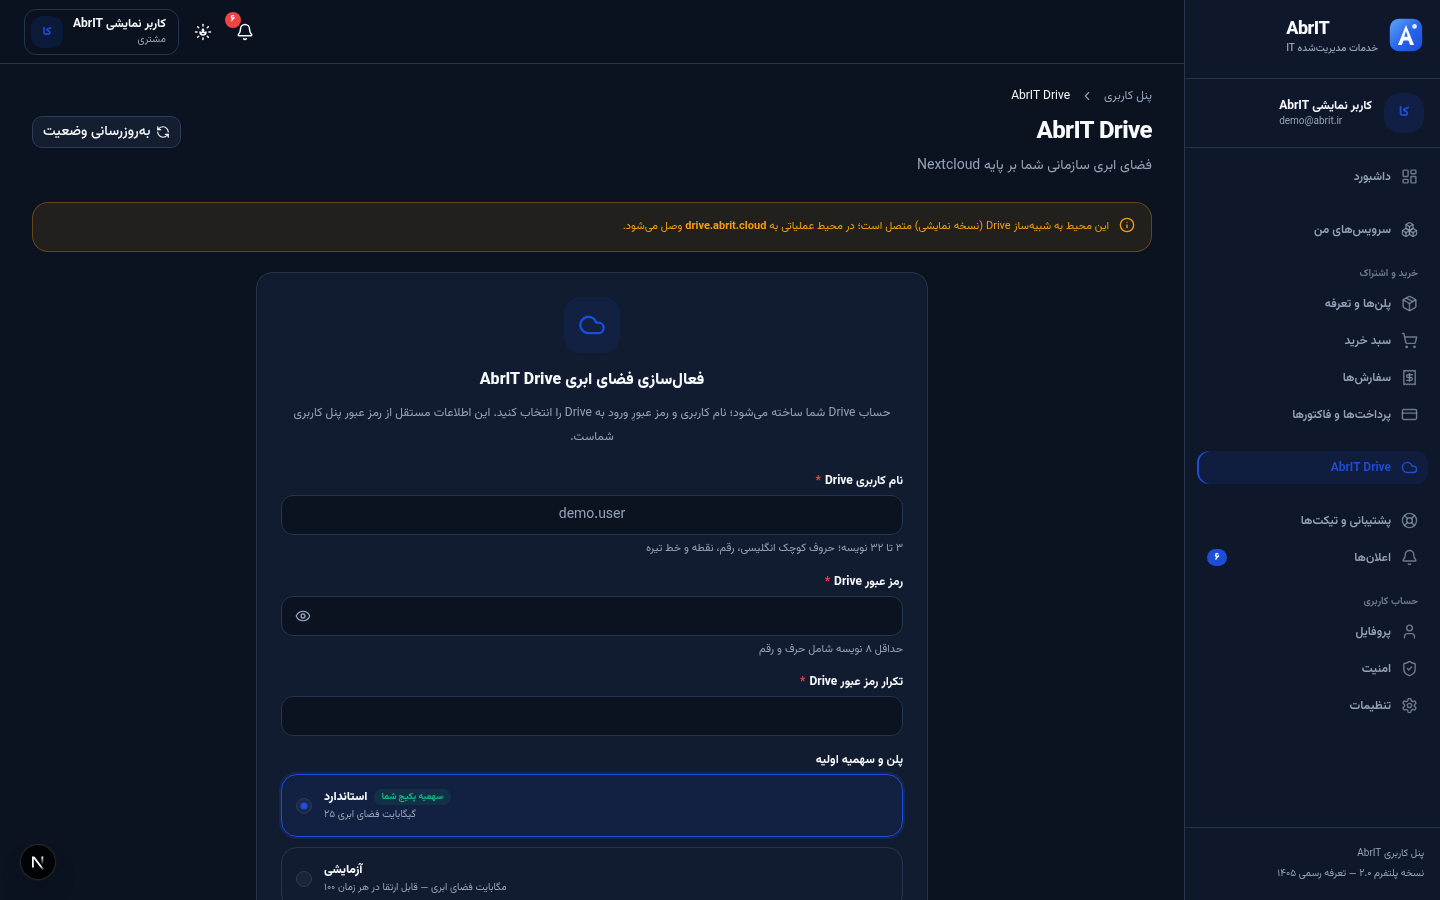 AbrIT
خدمات مدیریت‌شده IT
کاربر نمایشی AbrIT
demo@abrit.ir
کا
داشبورد
سرویس‌های من
خرید و اشتراک
پلن‌ها و تعرفه
سبد خرید
سفارش‌ها
پرداخت‌ها و فاکتورها
AbrIT Drive
پشتیبانی و تیکت‌ها
اعلان‌ها
۶
حساب کاربری
پروفایل
امنیت
تنظیمات
پنل کاربری AbrIT
نسخه پلتفرم ۲.۰ — تعرفه رسمی ۱۴۰۵
۶
کاربر نمایشی AbrIT
مشتری
کا
پنل کاربری
AbrIT Drive
AbrIT Drive
فضای ابری سازمانی شما بر پایه Nextcloud
به‌روزرسانی وضعیت
این محیط به شبیه‌ساز Drive (نسخه نمایشی) متصل است؛ در محیط عملیاتی به drive.abrit.cloud وصل می‌شود.
فعال‌سازی فضای ابری AbrIT Drive
حساب Drive شما ساخته می‌شود؛ نام کاربری و رمز عبورِ ورود به Drive را انتخاب کنید. این اطلاعات مستقل از رمز عبور پنل کاربری
شماست.
نام کاربری Drive *
demo.user
۳ تا ۳۲ نویسه؛ حروف کوچک انگلیسی، رقم، نقطه و خط تیره
رمز عبور Drive *
حداقل ۸ نویسه شامل حرف و رقم
تکرار رمز عبور Drive *
پلن و سهمیه اولیه
استاندارد
سهمیه پکیج شما
۲۵ گیگابایت فضای ابری
آزمایشی
۱۰۰ مگابایت فضای ابری — قابل ارتقا در هر زمان
N